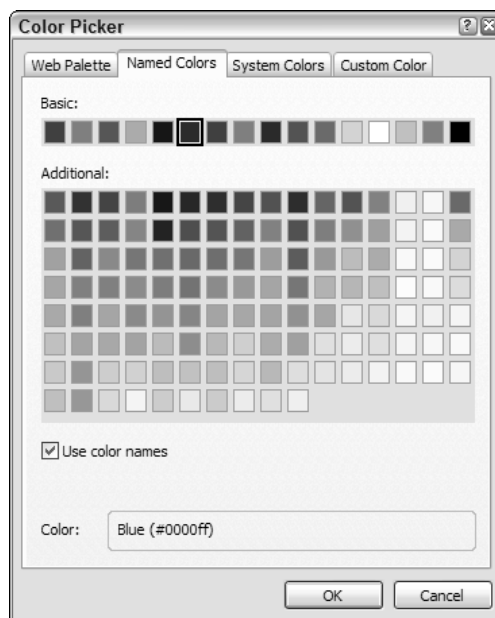 Color Picker
Web Palette Named Colors System Colors Custom Color
Basic:
Additional:
Use color names
Color: Blue (#0000ff)
OK Cancel